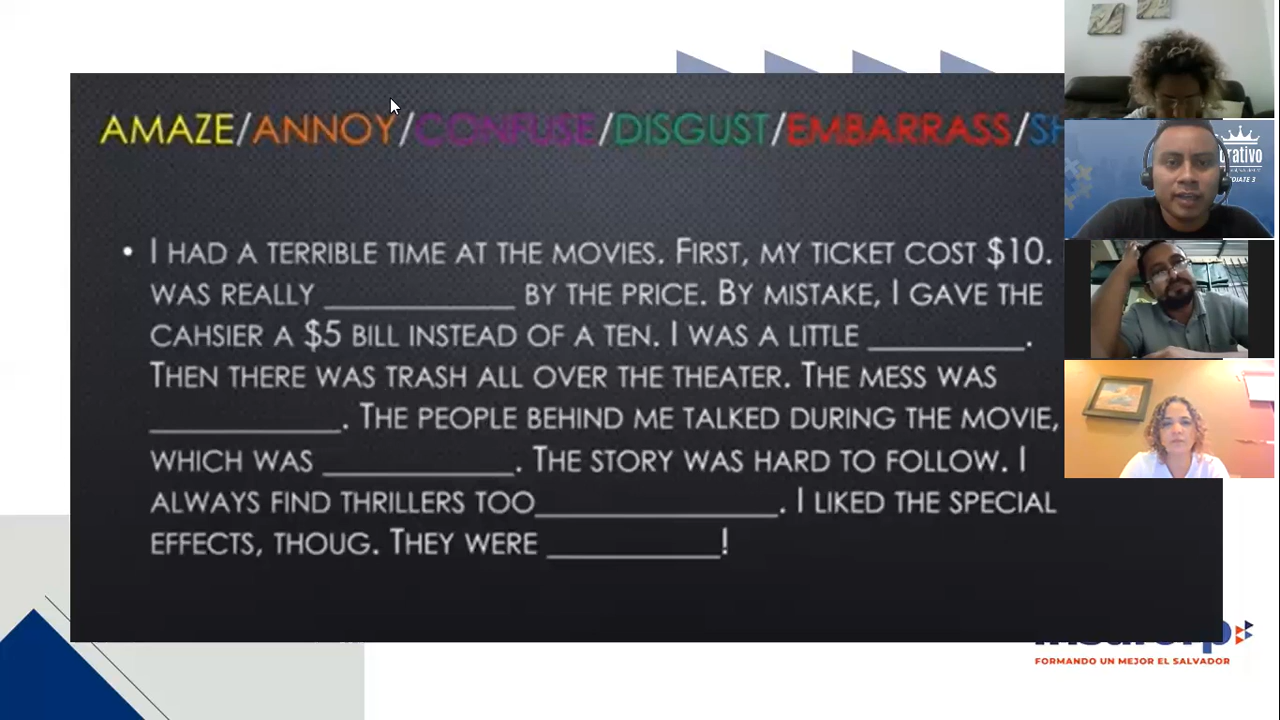 AMAZE/ANNOY/CONFUSE/DISGUST/EMBARRASS/SH
• I HAD A TERRIBLE TIME AT THE MOVIES. FIRST, MY TICKET COST $10.
WAS REALLY ____________ BY THE PRICE. BY MISTAKE, I GAVE THE
CAHSIER A $5 BILL INSTEAD OF A TEN. I WAS A LITTLE __________.
THEN THERE WAS TRASH ALL OVER THE THEATER. THE MESS WAS
____________. THE PEOPLE BEHIND ME TALKED DURING THE MOVIE,
WHICH WAS ____________. THE STORY WAS HARD TO FOLLOW. I
ALWAYS FIND THRILLERS TOO_______________. I LIKED THE SPECIAL
EFFECTS, THOUG. THEY WERE ___________!
FORMANDO UN MEJOR EL SALVADOR